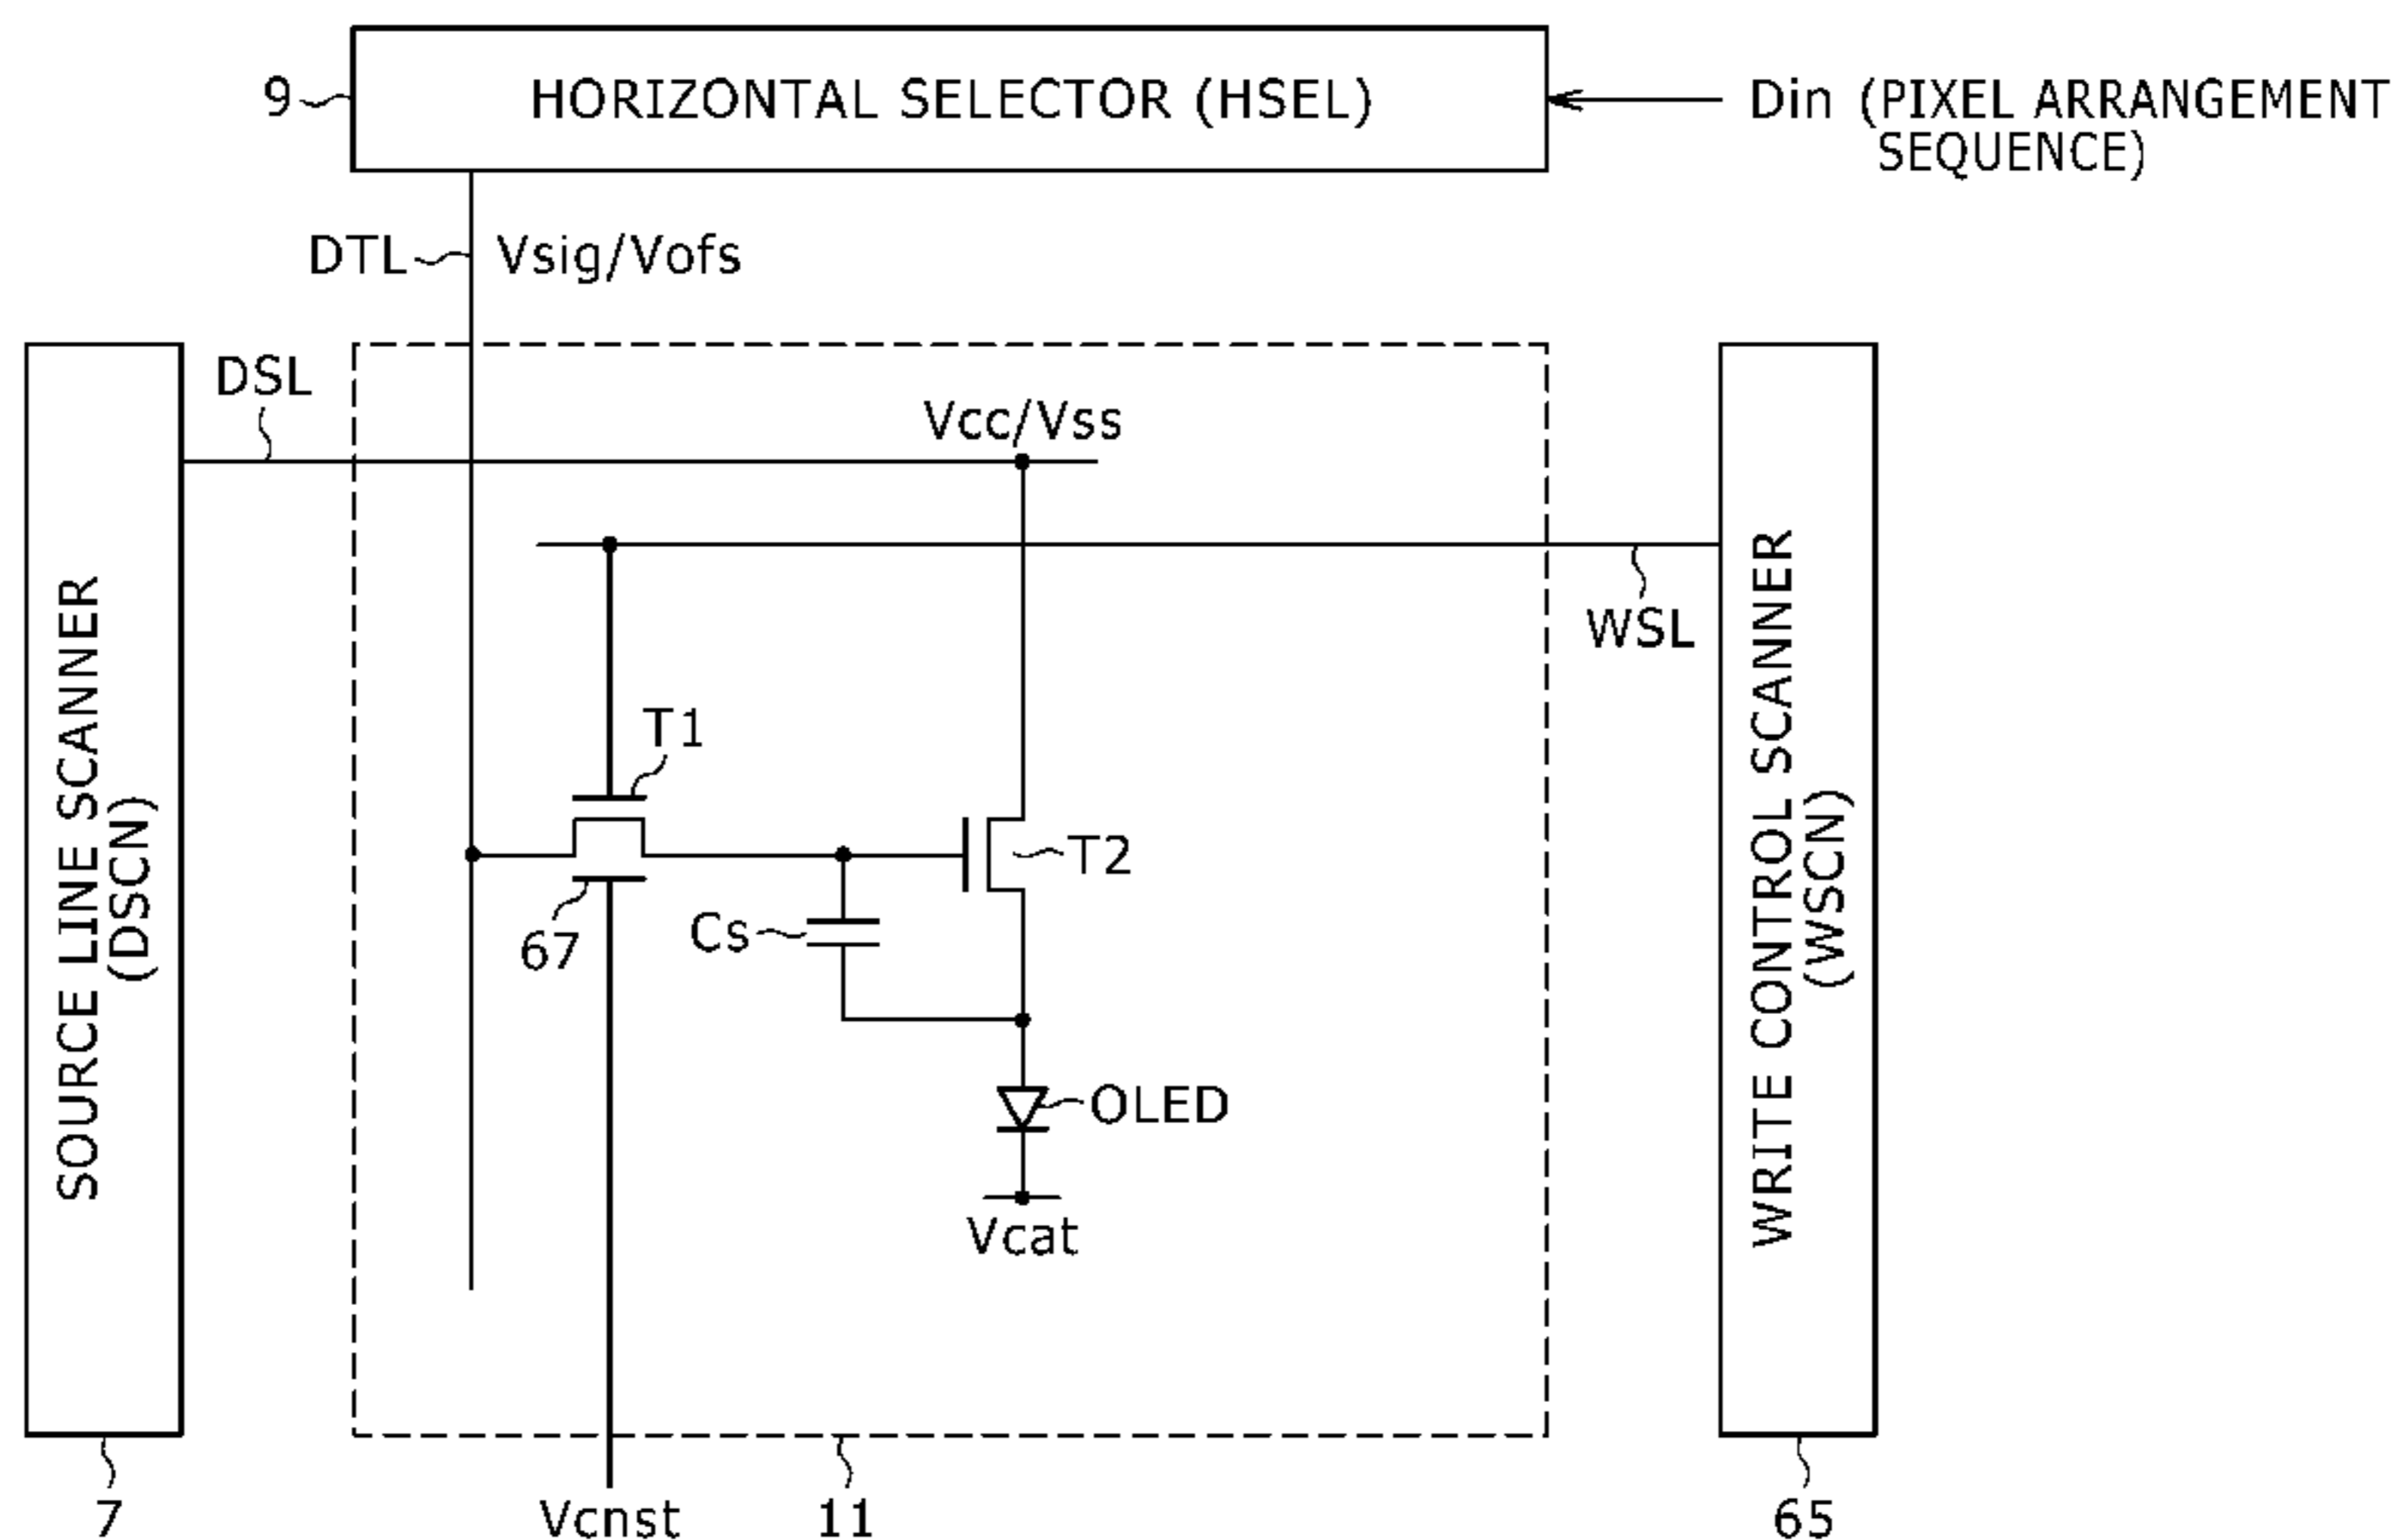 9
HORIZONTAL SELECTOR (HSEL)
Din (PIXEL ARRANGEMENT
SEQUENCE)
DTL
Vsig/Vofs
DSL
Vcc/Vss
WSL
SOURCE LINE SCANNER
(DSCN)
WRITE CONTROL SCANNER
(WSCN)
T1
T2
67
Cs
OLED
Vcat
7
Vcnst
11
65